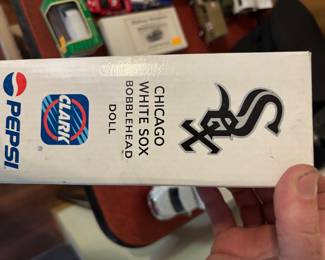 Sox
CHICAGO
WHITE SOX
BOBBLEHEAD
DOLL
CLARK
PEPSI